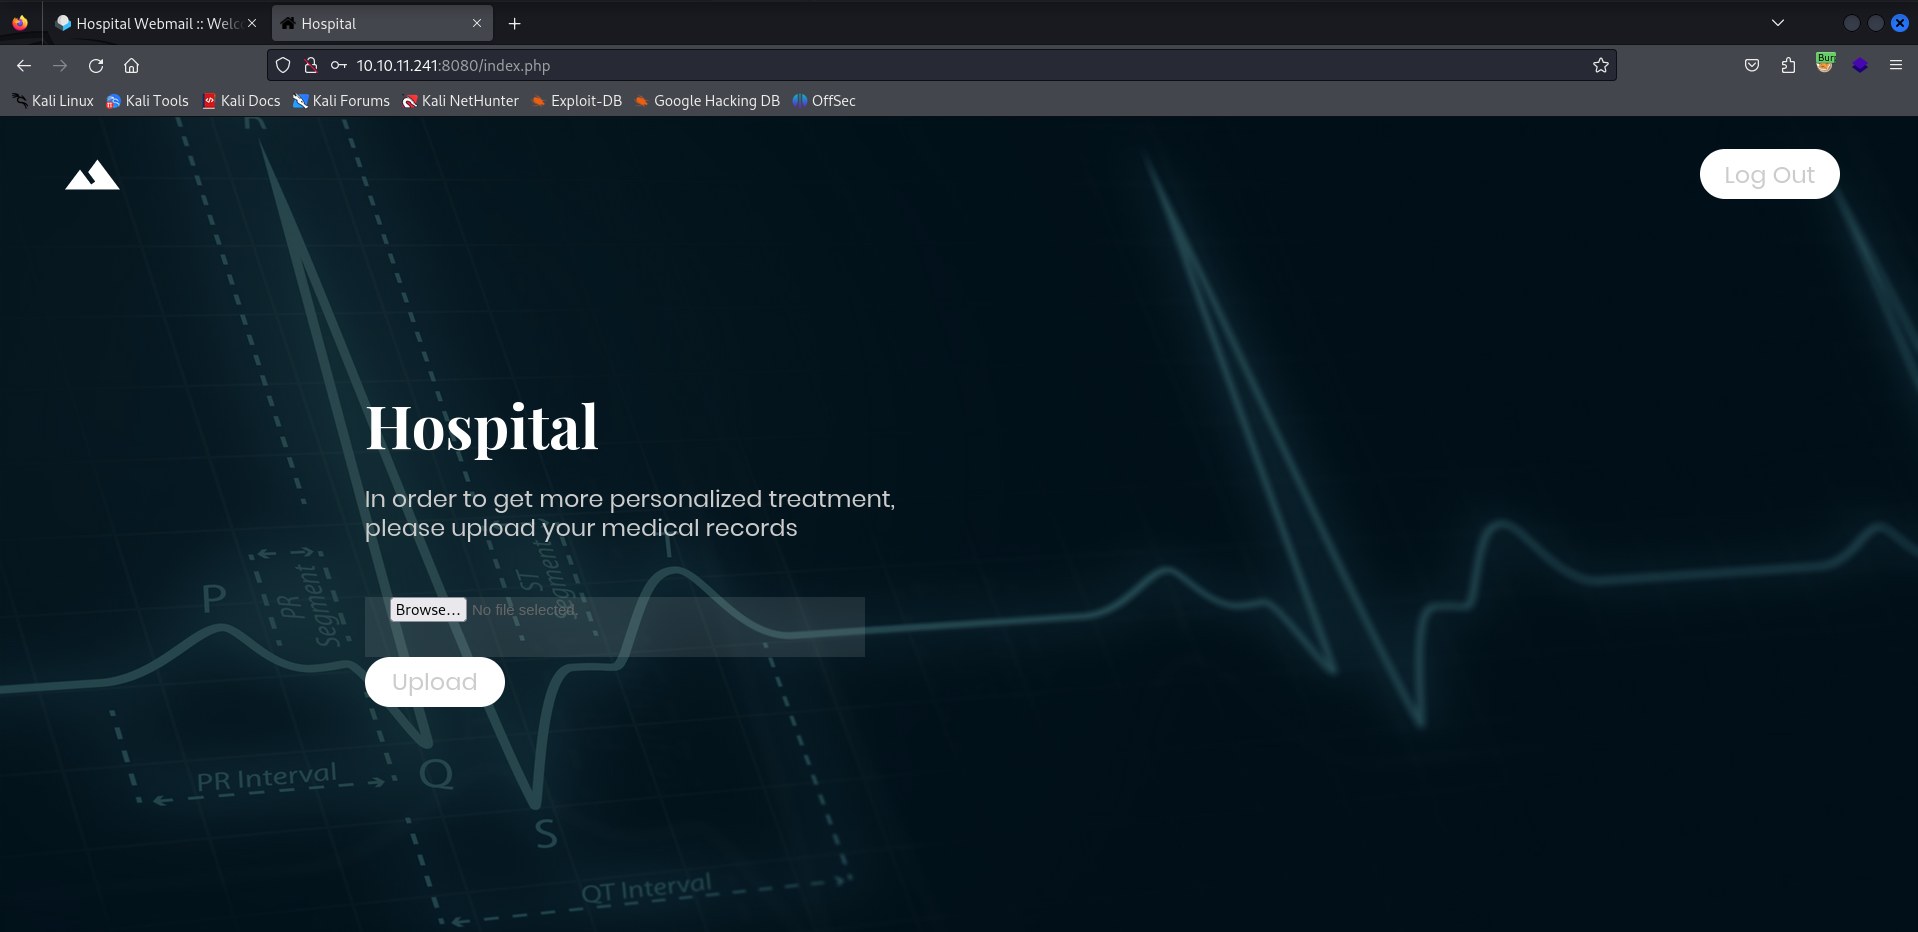 Hospital Webmail :: Welc
Hospital
10.10.11.241:8080/index.php
Bur
Kali Linux
Kali Tools
Kali Docs
Kali Forums
Kali NetHunter
Exploit-DB
Google Hacking DB
OffSec
R
Log Out
Hospital
In order to get more personalized treatment,
please upload your medical records
P
PR
Segment
ST
Segment
T
Browse...
No file selected.
Upload
PR Interval
Q
S
QT Interval